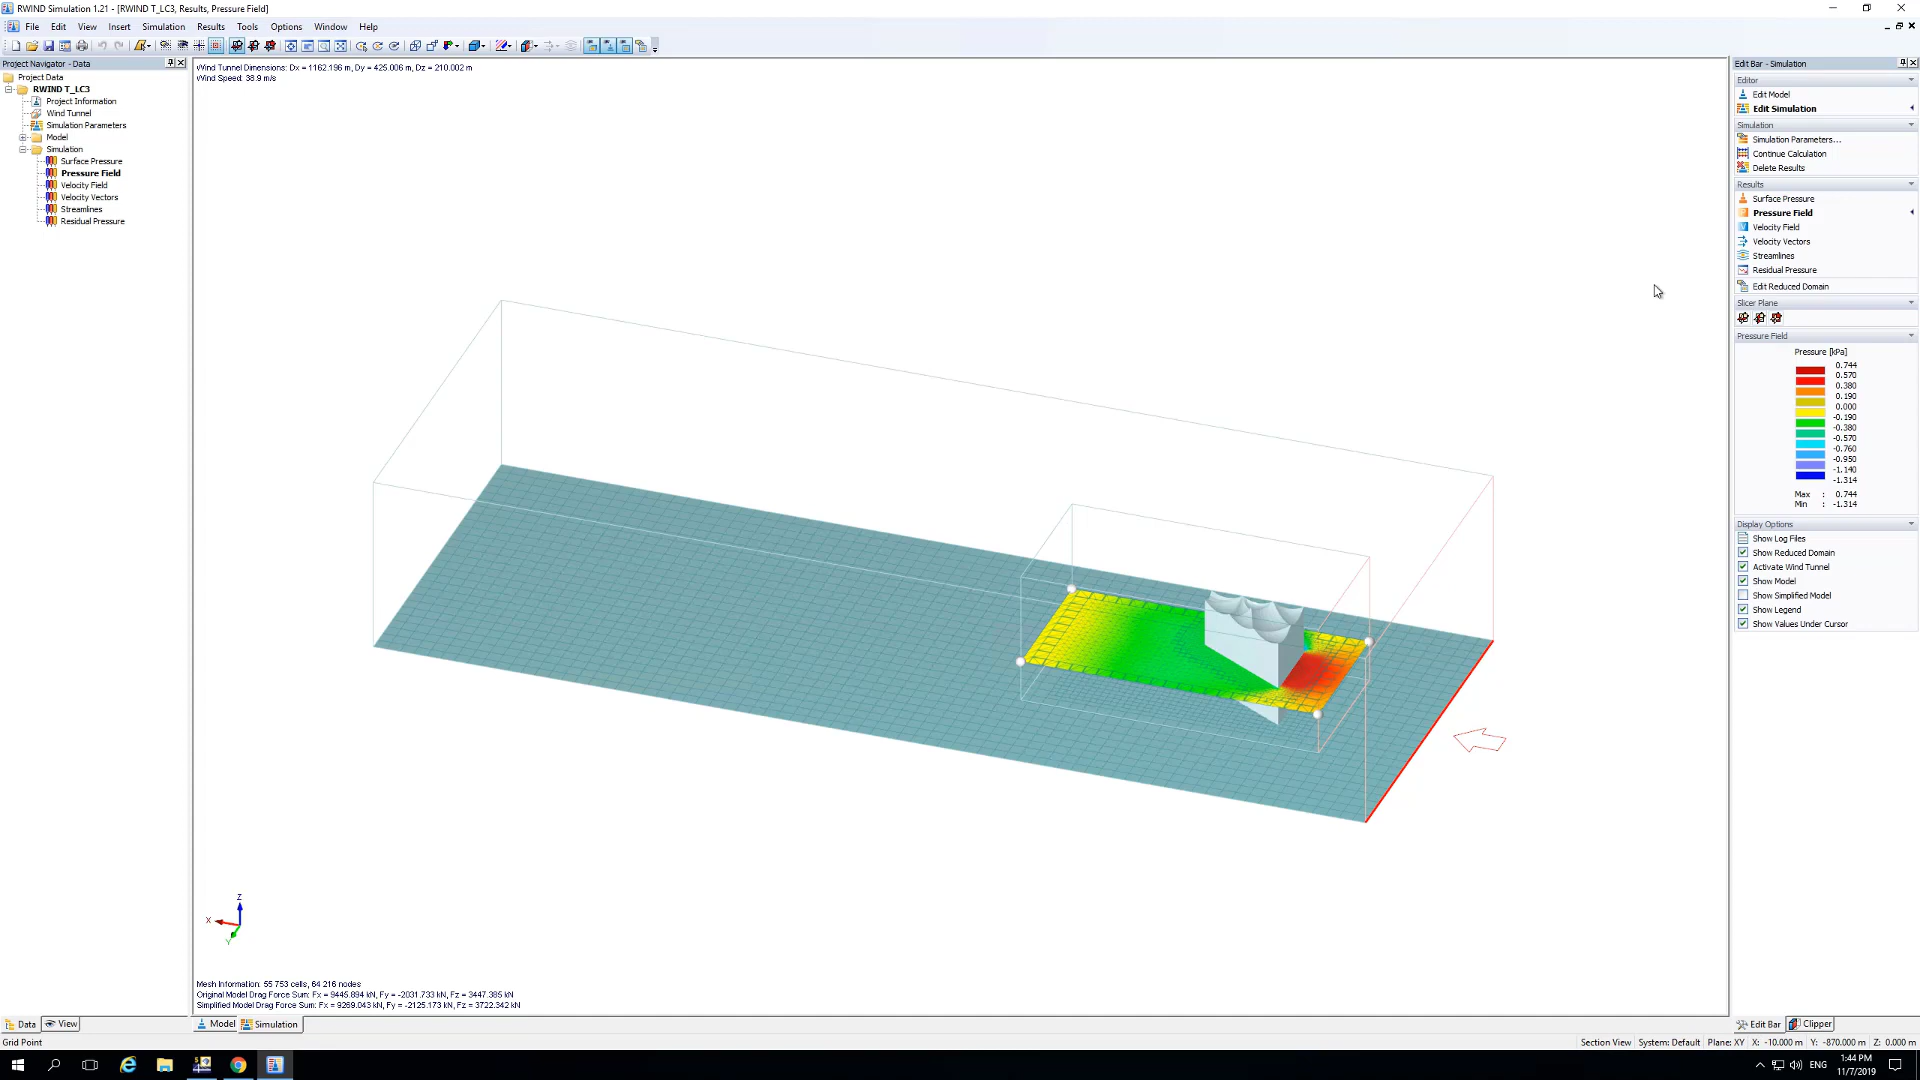 RWIND Simulation 1.21 - [RWIND T_LC3, Results, Pressure Field]
File Edit View Insert Simulation Results Tools Options Window Help
Project Navigator - Data
Project Data
RWIND T_LC3
Project Information
Wind Tunnel
Simulation Parameters
Model
Simulation
Surface Pressure
Pressure Field
Velocity Field
Velocity Vectors
Streamlines
Residual Pressure
Wind Tunnel Dimensions: Dx = 1162.196 m, Dy = 425.006 m, Dz = 210.002 m
Wind Speed: 38.9 m/s
Z
X
Y
Mesh Information: 55 753 cells, 64 216 nodes
Original Model Drag Force Sum: Fx = 9445.894 kN, Fy = -2031.733 kN, Fz = 3447.385 kN
Simplified Model Drag Force Sum: Fx = 9269.043 kN, Fy = -2125.173 kN, Fz = 3722.342 kN
Edit Bar - Simulation
Editor
Edit Model
Edit Simulation
Simulation
Simulation Parameters...
Continue Calculation
Delete Results
Results
Surface Pressure
Pressure Field
Velocity Field
Velocity Vectors
Streamlines
Residual Pressure
Edit Reduced Domain
Slicer Plane
Pressure Field
Pressure [kPa]
0.744
0.570
0.380
0.190
0.000
-0.190
-0.380
-0.570
-0.760
-0.950
-1.140
-1.314
Max : 0.744
Min : -1.314
Display Options
Show Log Files
Show Reduced Domain
Activate Wind Tunnel
Show Model
Show Simplified Model
Show Legend
Show Values Under Cursor
Data View
Model Simulation
Edit Bar Clipper
Grid Point
Section View System: Default Plane: XY X: -10.000 m Y: -870.000 m Z: 0.000 m
ENG
1:44 PM
11/7/2019